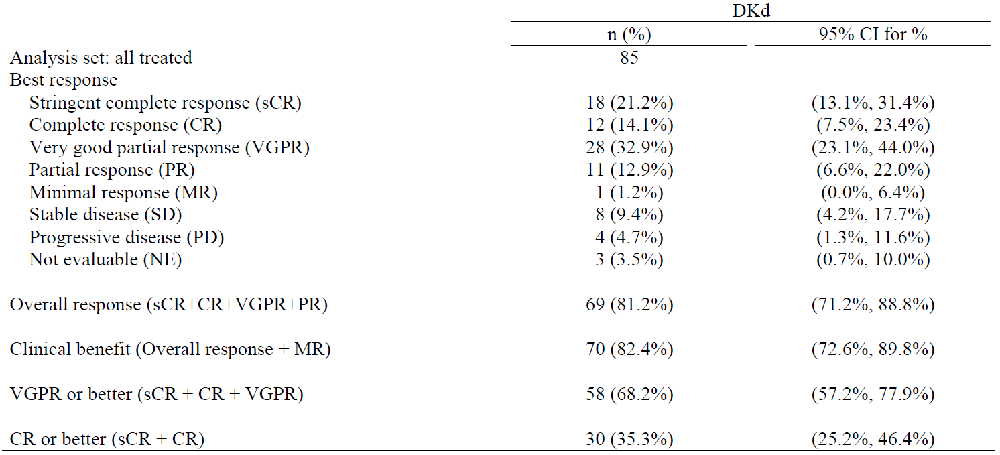 DKd
n (%) 95% CI for %
Analysis set: all treated 85
Best response
Stringent complete response (sCR) 18 (21.2%) (13.1%, 31.4%)
Complete response (CR) 12 (14.1%) (7.5%, 23.4%)
Very good partial response (VGPR) 28 (32.9%) (23.1%, 44.0%)
Partial response (PR) 11 (12.9%) (6.6%, 22.0%)
Minimal response (MR) 1 (1.2%) (0.0%, 6.4%)
Stable disease (SD) 8 (9.4%) (4.2%, 17.7%)
Progressive disease (PD) 4 (4.7%) (1.3%, 11.6%)
Not evaluable (NE) 3 (3.5%) (0.7%, 10.0%)
Overall response (sCR+CR+VGPR+PR) 69 (81.2%) (71.2%, 88.8%)
Clinical benefit (Overall response + MR) 70 (82.4%) (72.6%, 89.8%)
VGPR or better (sCR + CR + VGPR) 58 (68.2%) (57.2%, 77.9%)
CR or better (sCR + CR) 30 (35.3%) (25.2%, 46.4%)